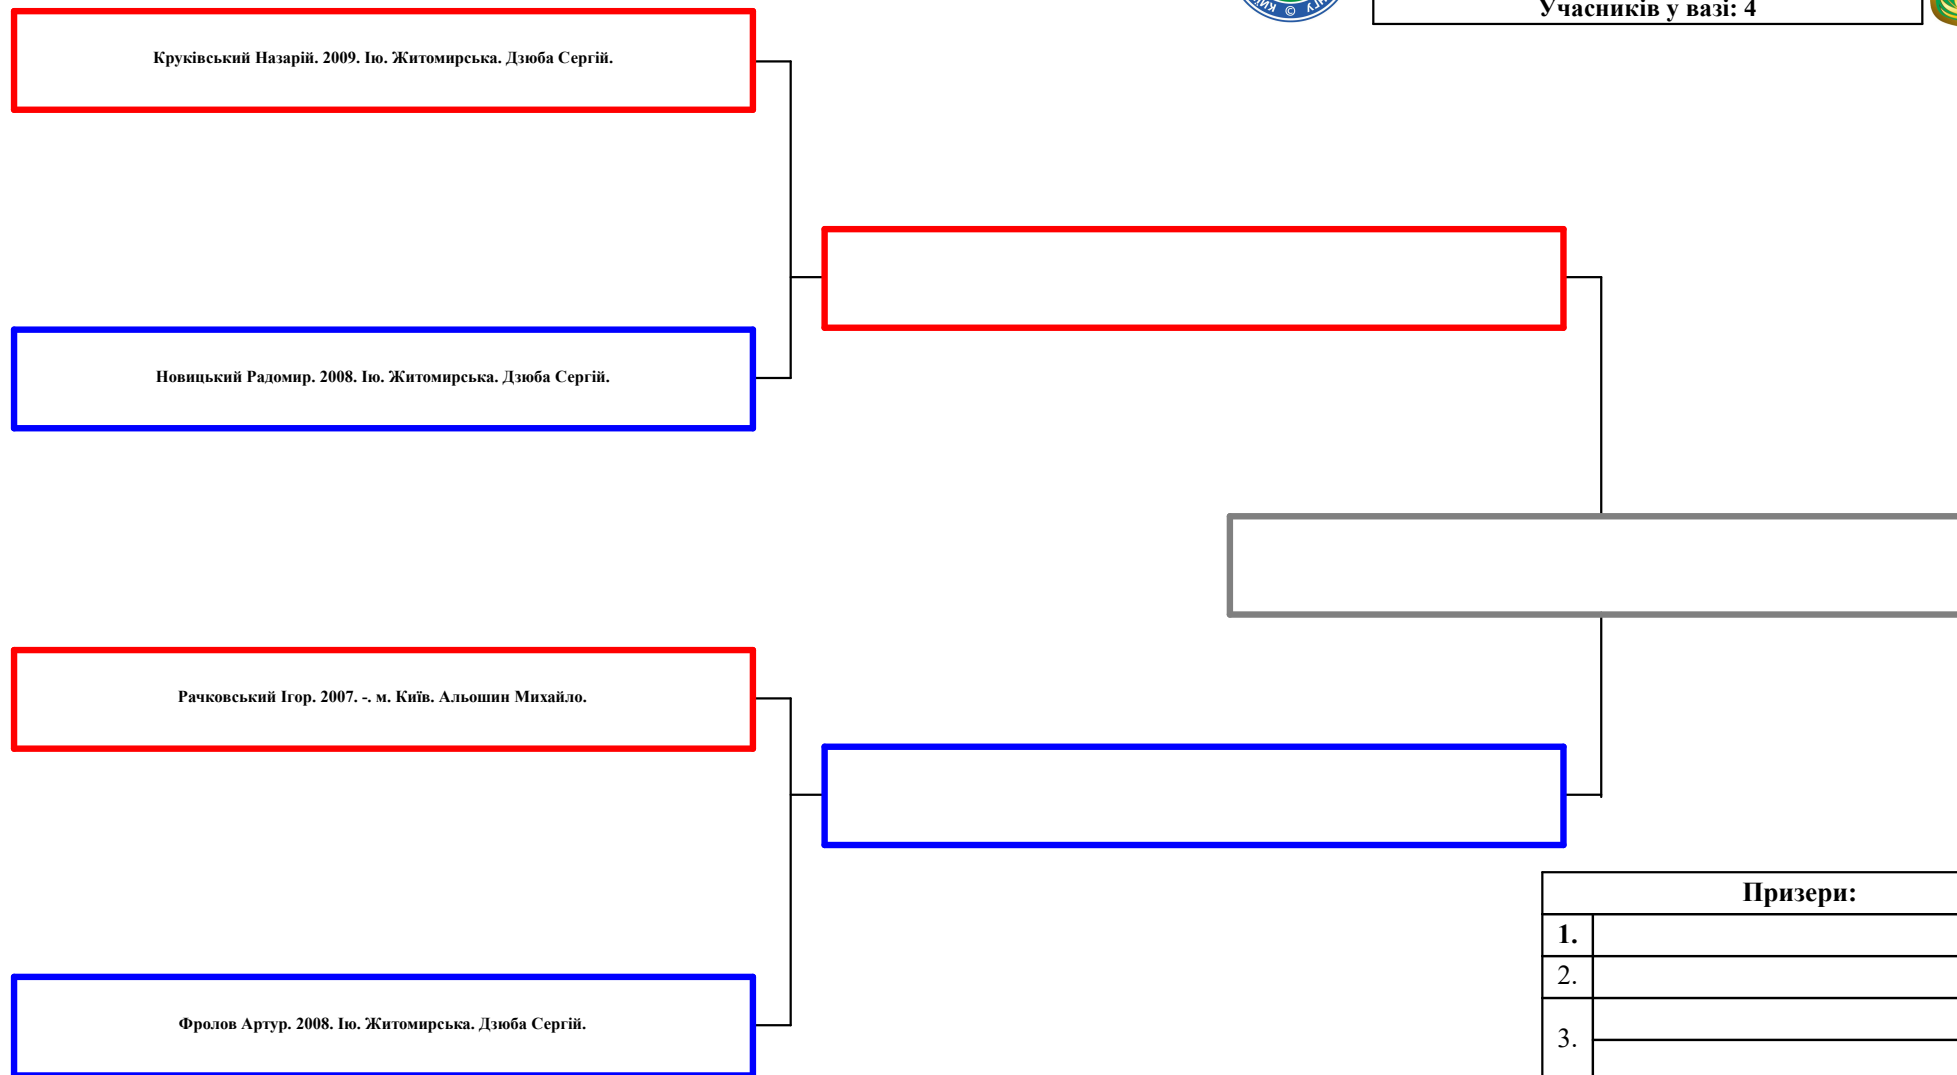 Учасників у вазі: 4
Круківський Назарій. 2009. Ію. Житомирська. Дзюба Сергій.
Новицький Радомир. 2008. Ію. Житомирська. Дзюба Сергій.
Рачковський Ігор. 2007. -. м. Київ. Альошин Михайло.
Фролов Артур. 2008. Ію. Житомирська. Дзюба Сергій.
Призери:
1.
2.
3.